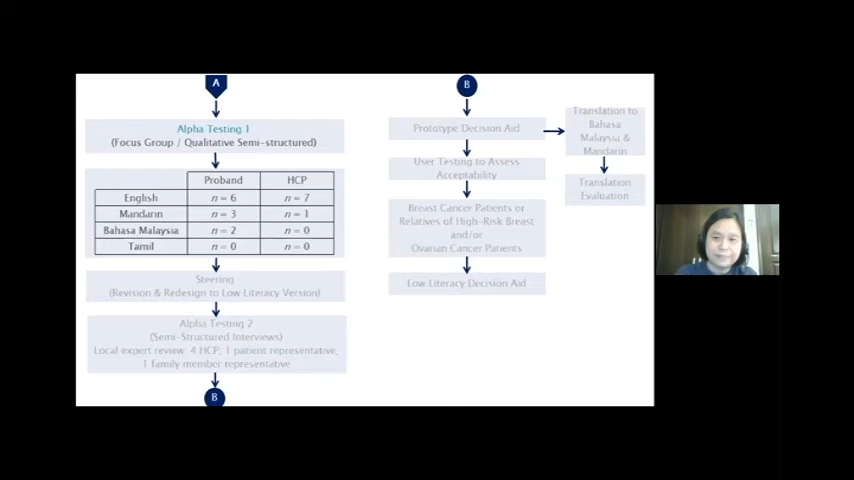 A
Alpha Testing 1
(Focus Group / Qualitative Semi-structured)
Proband HCP
English n = 6 n = 7
Mandarin n = 3 n = 1
Bahasa Malaysia n = 2 n = 0
Tamil n = 0 n = 0
Steering
(Revision & Redesign to Low Literacy Version)
Alpha Testing 2
(Semi-Structured Interviews)
Local expert review: 4 HCP; 1 patient representative,
1 family member representative
B
B
Prototype Decision Aid
User Testing to Assess
Acceptability
Breast Cancer Patients or
Relatives of High-Risk Breast
and/or
Ovarian Cancer Patients
Low Literacy Decision Aid
Translation to
Bahasa
Malaysia &
Mandarin
Translation
Evaluation